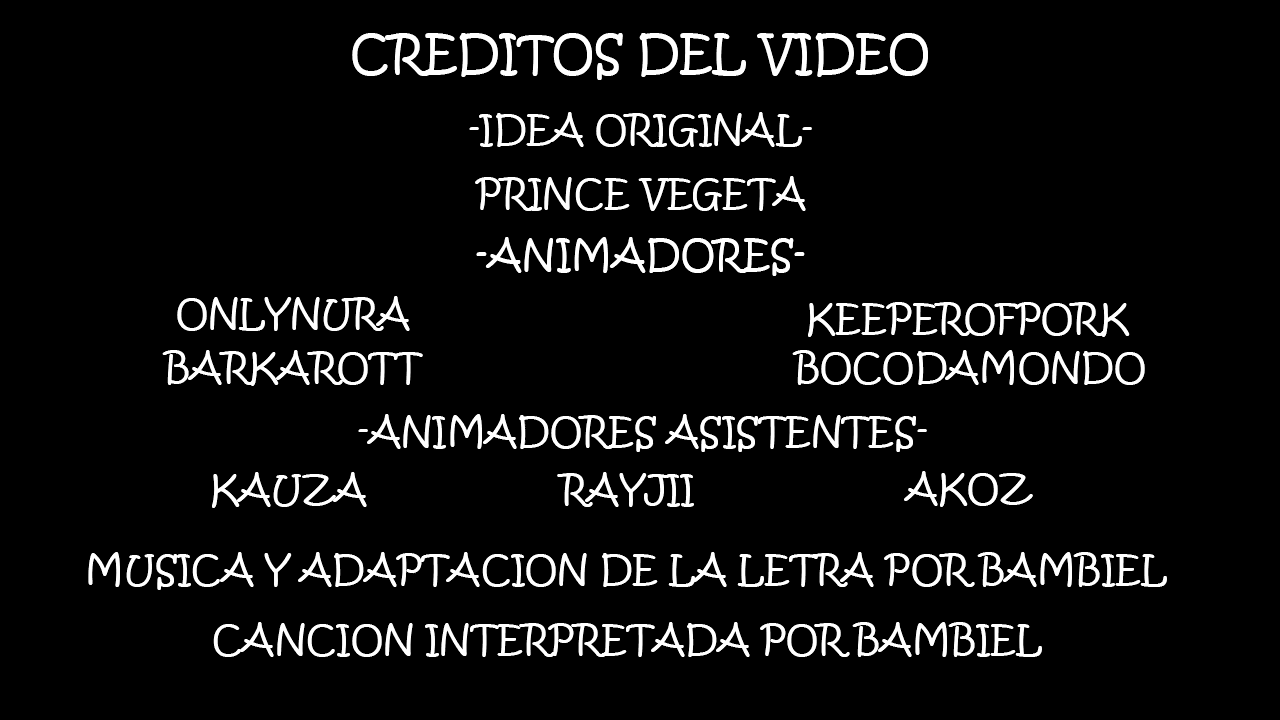 CREDITOS DEL VIDEO
-IDEA ORIGINAL-
PRINCE VEGETA
-ANIMADORES-
ONLYNURA KEEPEROFPORK
BARKAROTT BOCODAMONDO
-ANIMADORES ASISTENTES-
KAUZA RAYJII AKOZ
MUSICA Y ADAPTACION DE LA LETRA POR BAMBIEL
CANCION INTERPRETADA POR BAMBIEL